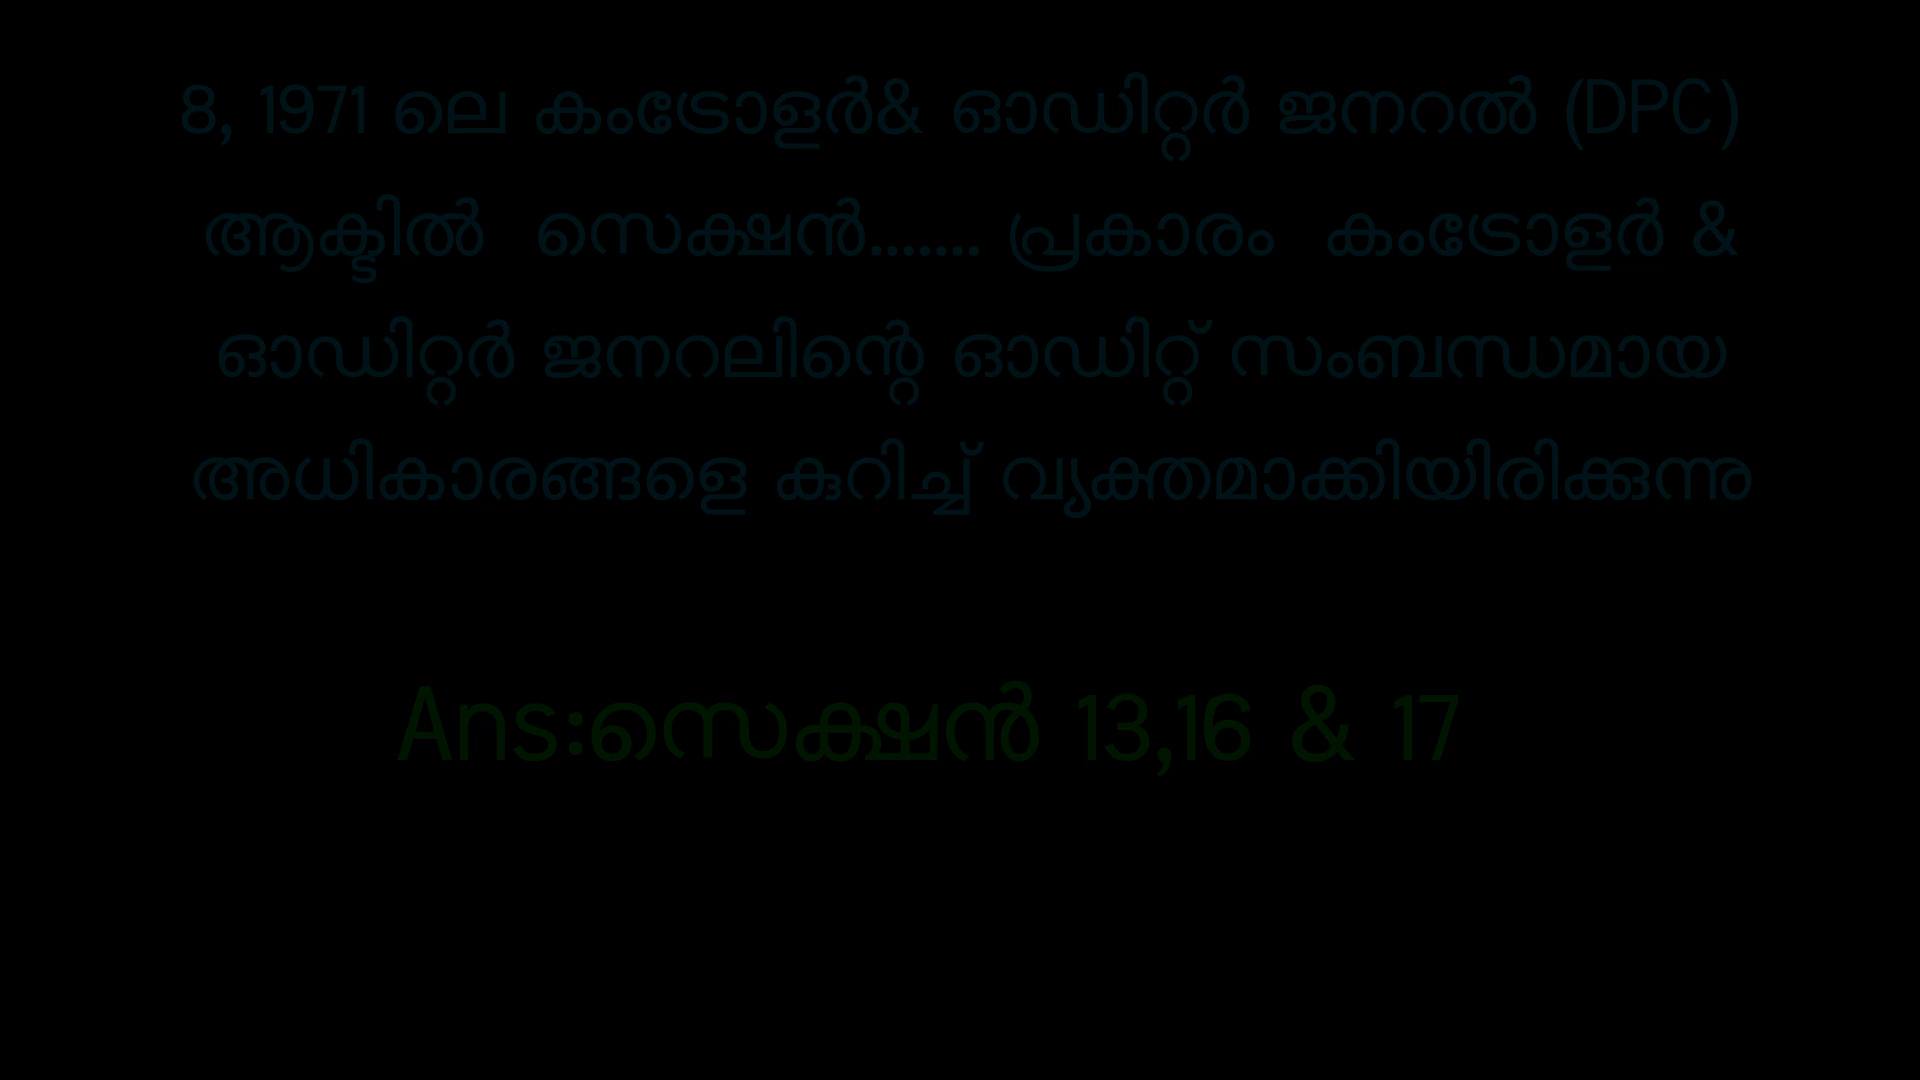 8, 1971 ലെ കംട്രോളർ& ഓഡിറ്റർ ജനറൽ (DPC)
ആക്ടിൽ സെക്ഷൻ....... പ്രകാരം കംട്രോളർ &
ഓഡിറ്റർ ജനറലിന്റെ ഓഡിറ്റ് സംബന്ധമായ
അധികാരങ്ങളെ കുറിച്ച് വ്യക്തമാക്കിയിരിക്കുന്നു
Ans:സെക്ഷൻ 13,16 & 17